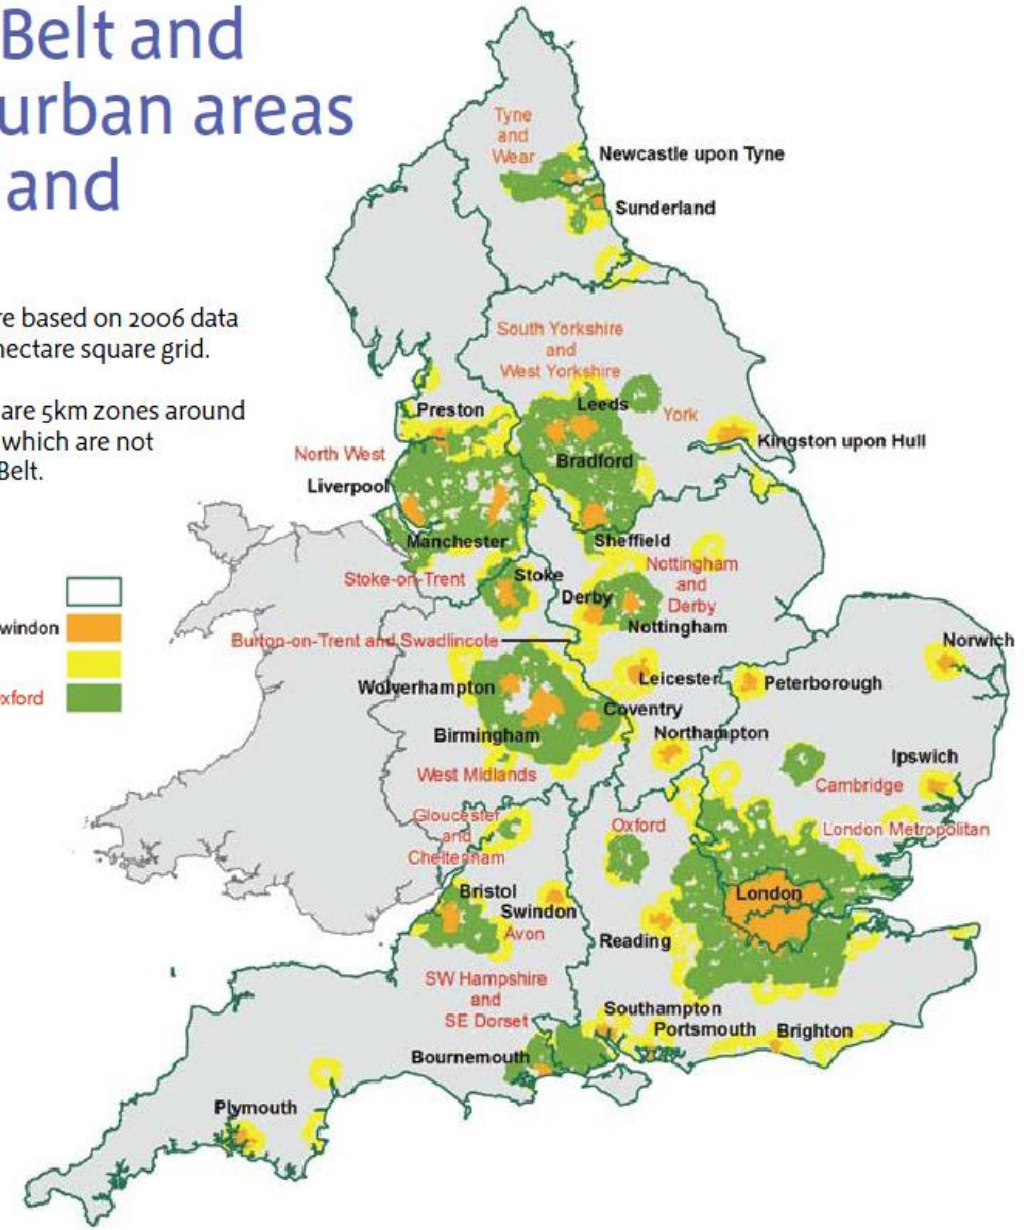 Belt and
urban areas
and
re based on 2006 data
hectare square grid.
are 5km zones around
which are not
Belt.
windon
xford
Tyne
and
Wear
Newcastle upon Tyne
Sunderland
South Yorkshire
and
West Yorkshire
Leeds
York
Preston
Kingston upon Hull
North West
Bradford
Liverpool
Manchester
Sheffield
Stoke-on-Trent
Stoke
Nottingham
and
Derby
Derby
Nottingham
Burton-on-Trent and Swadlincote
Norwich
Wolverhampton
Leicester
Peterborough
Coventry
Birmingham
Northampton
Ipswich
West Midlands
Cambridge
Gloucester
and
Cheltenham
Oxford
London Metropolitan
Bristol
London
Swindon
Avon
Reading
SW Hampshire
and
SE Dorset
Southampton
Portsmouth
Brighton
Bournemouth
Plymouth